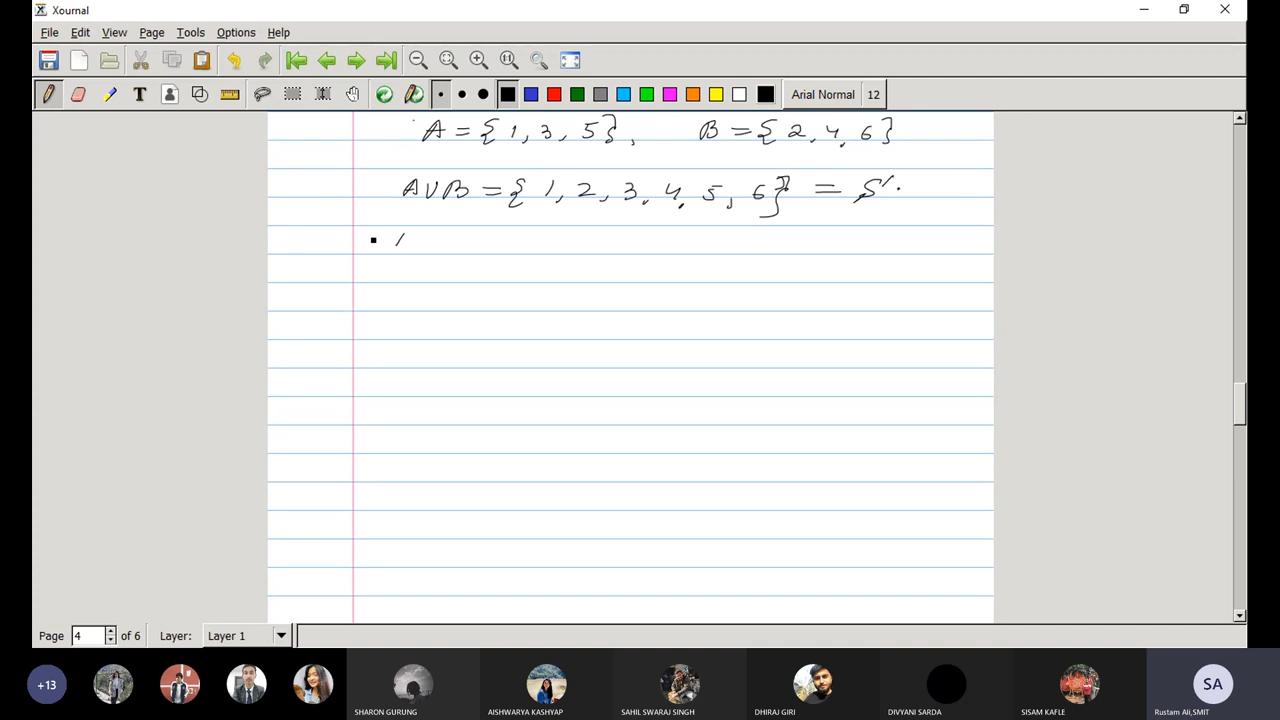 Xournal
File Edit View Page Tools Options Help
T Arial Normal 12
A = {1, 3, 5}, B = {2, 4, 6}
A∪B = {1, 2, 3, 4, 5, 6} = S
Page 4 of 6 Layer: Layer 1
+13 SA
SHARON GURUNG AISHWARYA KASHYAP SAHIL SWARAJ SINGH DHIRAJ GIRI DIVYANI SARDA SISAM KAFLE Rustam Ali,SMIT